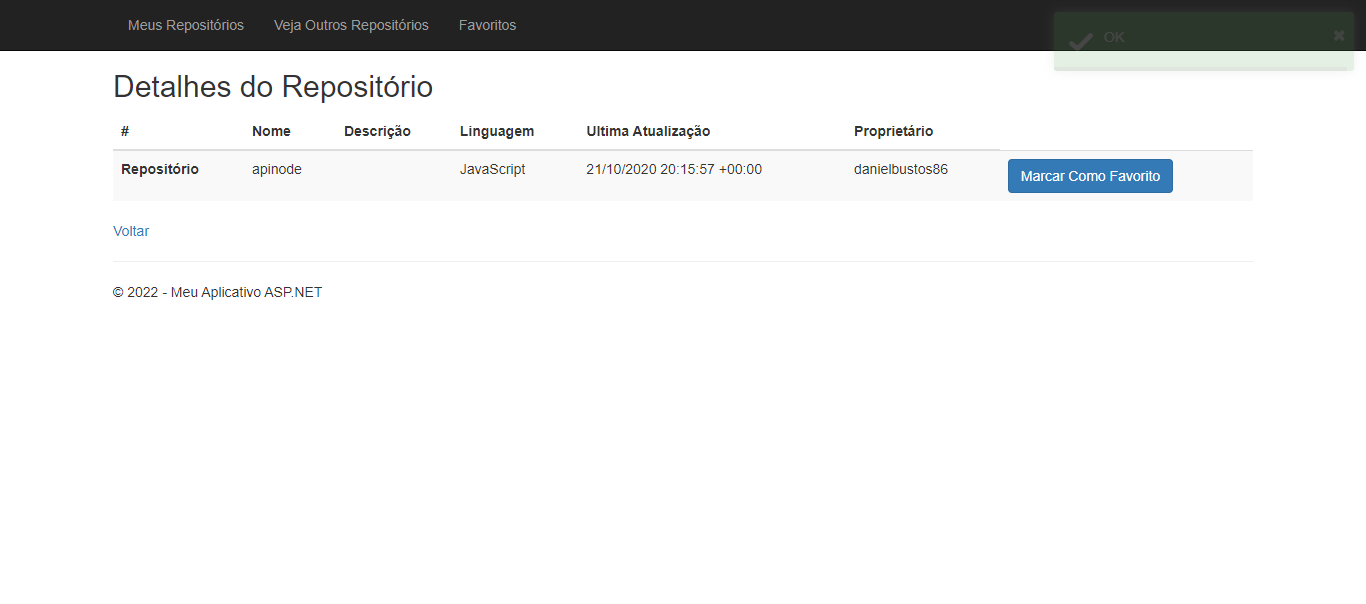 Meus Repositórios Veja Outros Repositórios Favoritos
OK
Detalhes do Repositório
# Nome Descrição Linguagem Ultima Atualização Proprietário
Repositório apinode JavaScript 21/10/2020 20:15:57 +00:00 danielbustos86 Marcar Como Favorito
Voltar
© 2022 - Meu Aplicativo ASP.NET